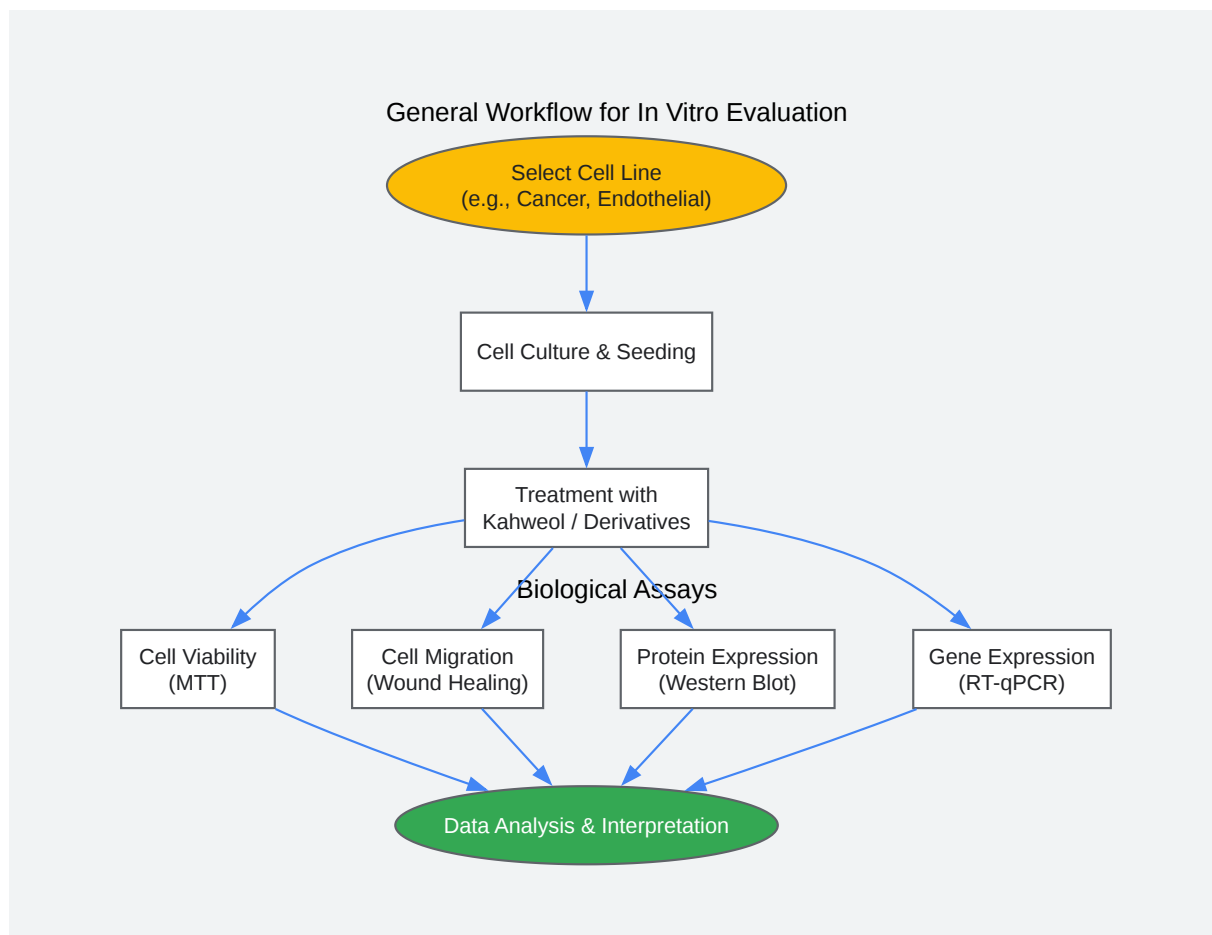 General Workflow for In Vitro Evaluation
Select Cell Line
(e.g., Cancer, Endothelial)
Cell Culture & Seeding
Treatment with
Kahweol / Derivatives
Biological Assays
Cell Viability
(MTT)
Cell Migration
(Wound Healing)
Protein Expression
(Western Blot)
Gene Expression
(RT-qPCR)
Data Analysis & Interpretation